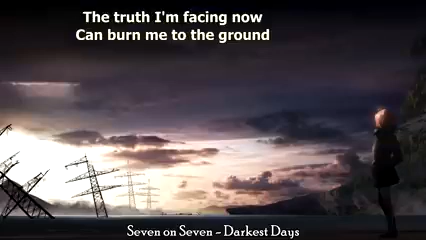 The truth I'm facing now
Can burn me to the ground
Seven on Seven - Darkest Days